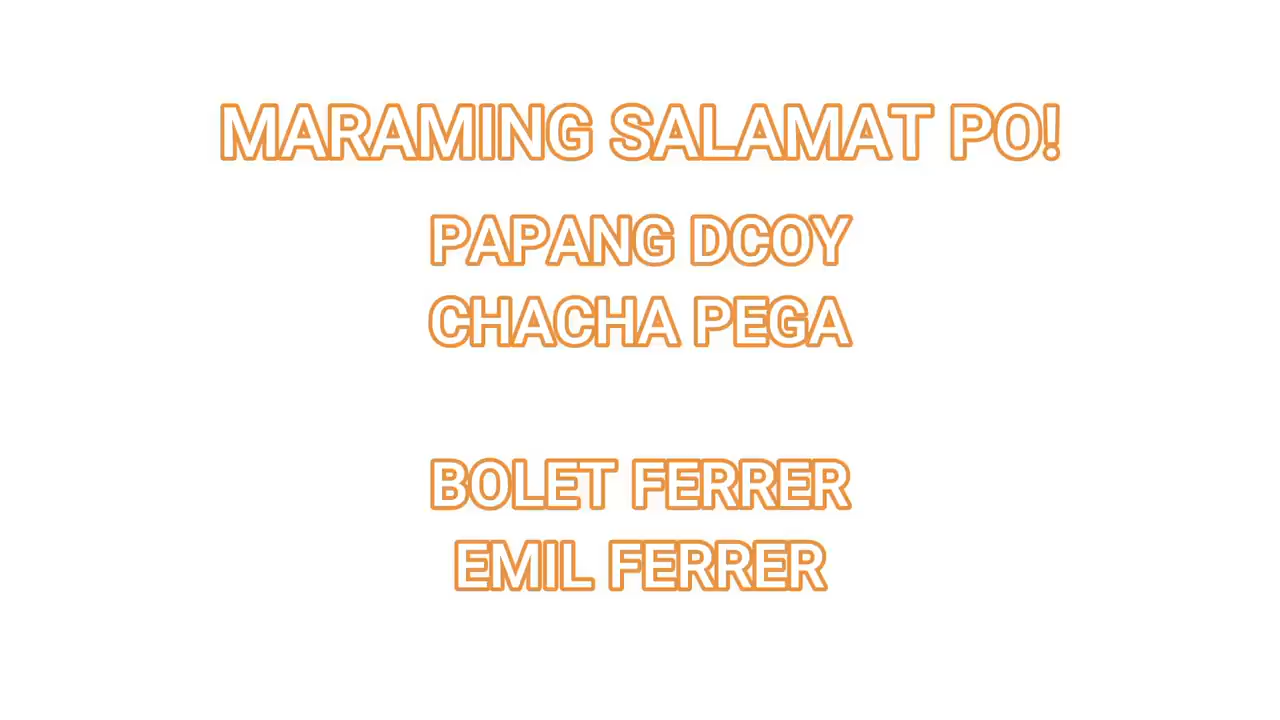 MARAMING SALAMAT PO!
PAPANG DCOY
CHACHA PEGA
BOLET FERRER
EMIL FERRER